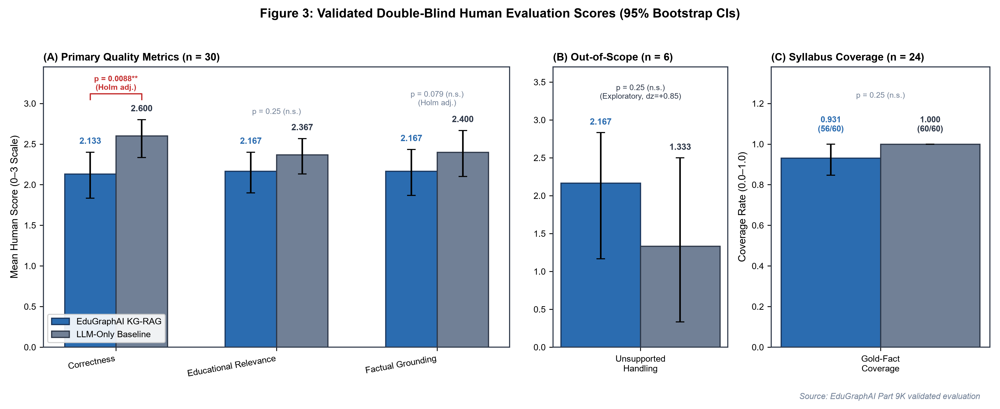 Figure 3: Validated Double-Blind Human Evaluation Scores (95% Bootstrap CIs)
(A) Primary Quality Metrics (n = 30)
Mean Human Score (0–3 Scale)
3.0
2.5
2.0
1.5
1.0
0.5
0.0
p = 0.0088**
(Holm adj.)
2.133
2.600
p = 0.25 (n.s.)
2.167
2.367
p = 0.079 (n.s.)
(Holm adj.)
2.167
2.400
EduGraphAI KG-RAG
LLM-Only Baseline
Correctness
Educational Relevance
Factual Grounding
(B) Out-of-Scope (n = 6)
3.5
3.0
2.5
2.0
1.5
1.0
0.5
0.0
p = 0.25 (n.s.)
(Exploratory, dz=+0.85)
2.167
1.333
Unsupported
Handling
(C) Syllabus Coverage (n = 24)
Coverage Rate (0.0–1.0)
1.2
1.0
0.8
0.6
0.4
0.2
0.0
p = 0.25 (n.s.)
0.931
(56/60)
1.000
(60/60)
Gold-Fact
Coverage
Source: EduGraphAI Part 9K validated evaluation